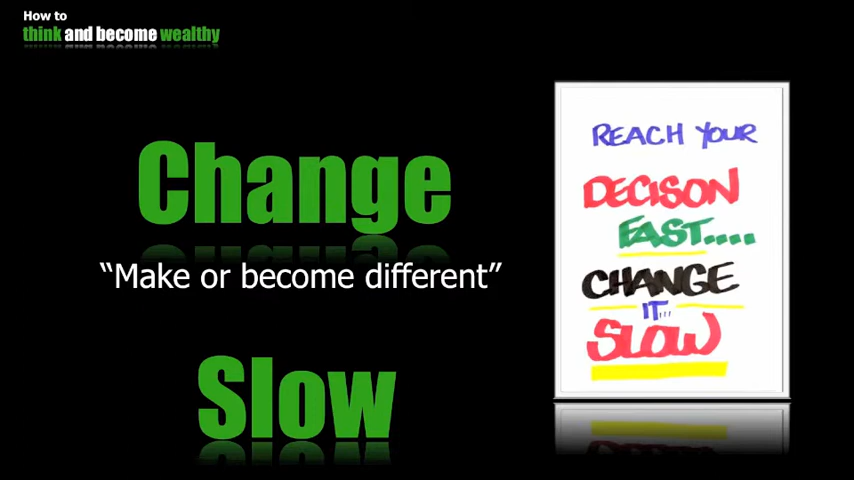 How to
think and become wealthy
Change
“Make or become different”
Slow
REACH YOUR
DECISON
FAST....
CHANGE
IT...
SLOW